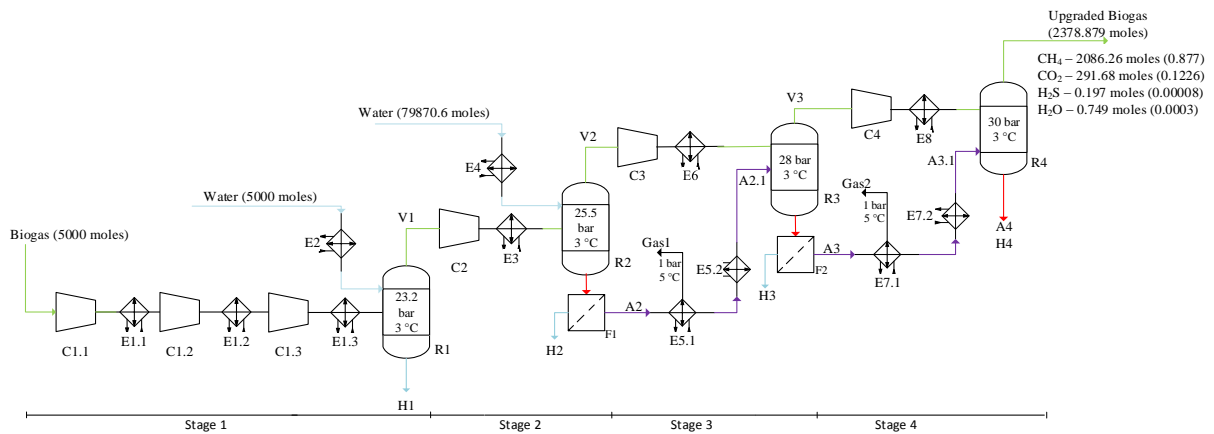 Upgraded Biogas
(2378.879 moles)
CH₄ – 2086.26 moles (0.877)
CO₂ – 291.68 moles (0.1226)
H₂S – 0.197 moles (0.00008)
H₂O – 0.749 moles (0.0003)
V3
C4
E8
30 bar
3 °C
R4
A3.1
Water (79870.6 moles)
V2
C3
E6
28 bar
3 °C
R3
A2.1
E4
25.5
bar
3 °C
R2
Gas2
1 bar
5 °C
E7.2
A4
H4
Water (5000 moles)
V1
C2
E3
Biogas (5000 moles)
E2
Gas1
1 bar
5 °C
E5.2
A3
F2
E7.1
H3
23.2
bar
3 °C
R1
A2
F1
E5.1
H2
C1.1
E1.1
C1.2
E1.2
C1.3
E1.3
H1
Stage 1
Stage 2
Stage 3
Stage 4